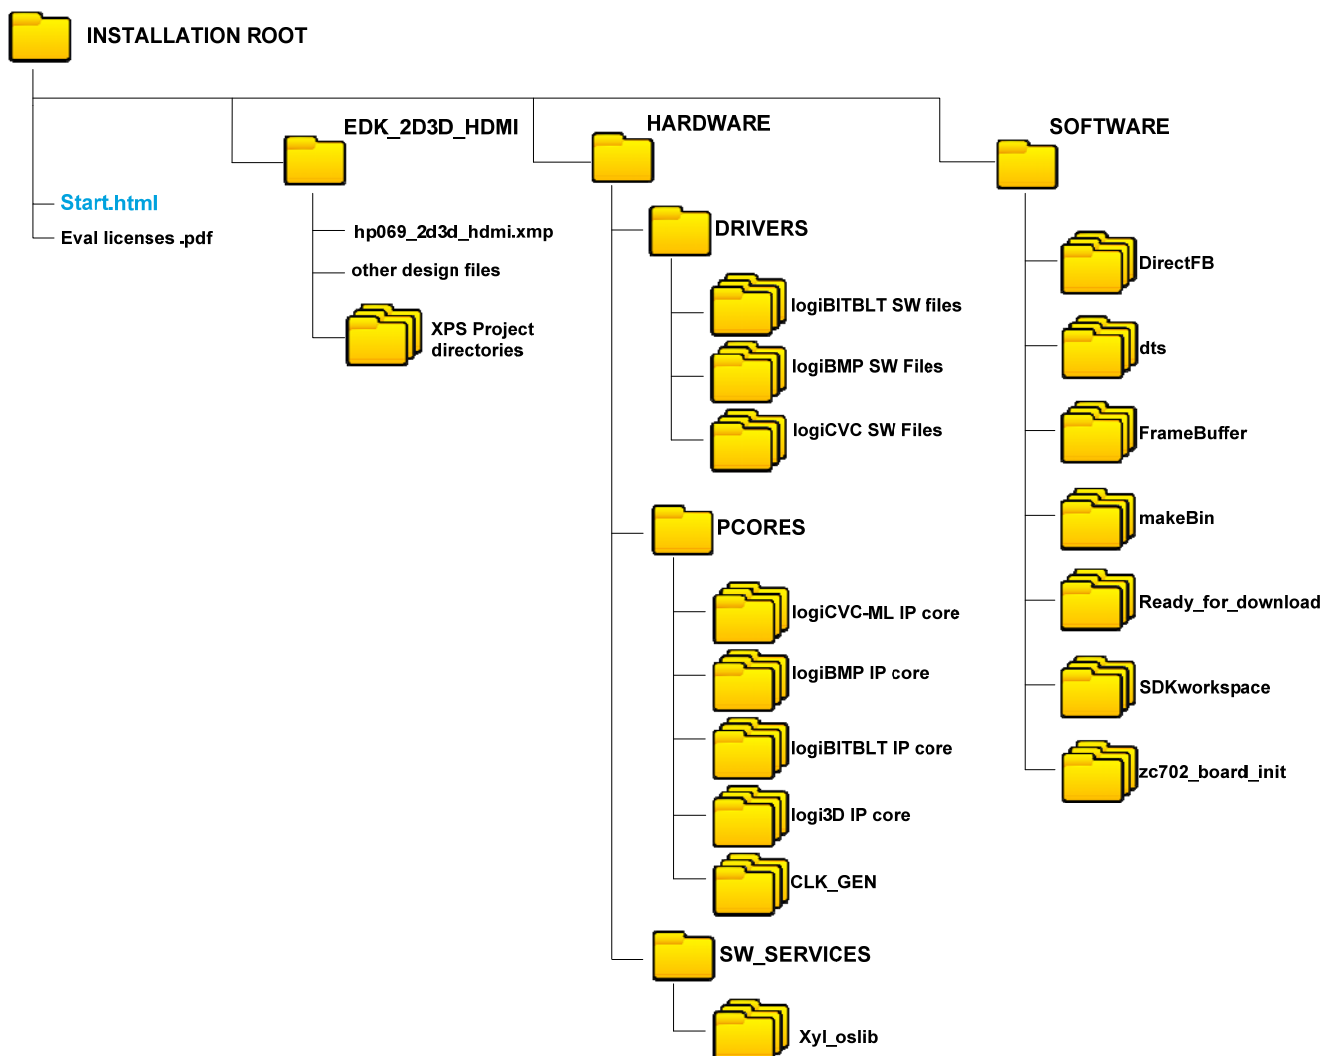 INSTALLATION ROOT
Start.html
Eval licenses .pdf
EDK_2D3D_HDMI
hp069_2d3d_hdmi.xmp
other design files
XPS Project
directories
HARDWARE
DRIVERS
logiBITBLT SW files
logiBMP SW Files
logiCVC SW Files
PCORES
logiCVC-ML IP core
logiBMP IP core
logiBITBLT IP core
logi3D IP core
CLK_GEN
SW_SERVICES
Xyl_oslib
SOFTWARE
DirectFB
dts
FrameBuffer
makeBin
Ready_for_download
SDKworkspace
zc702_board_init